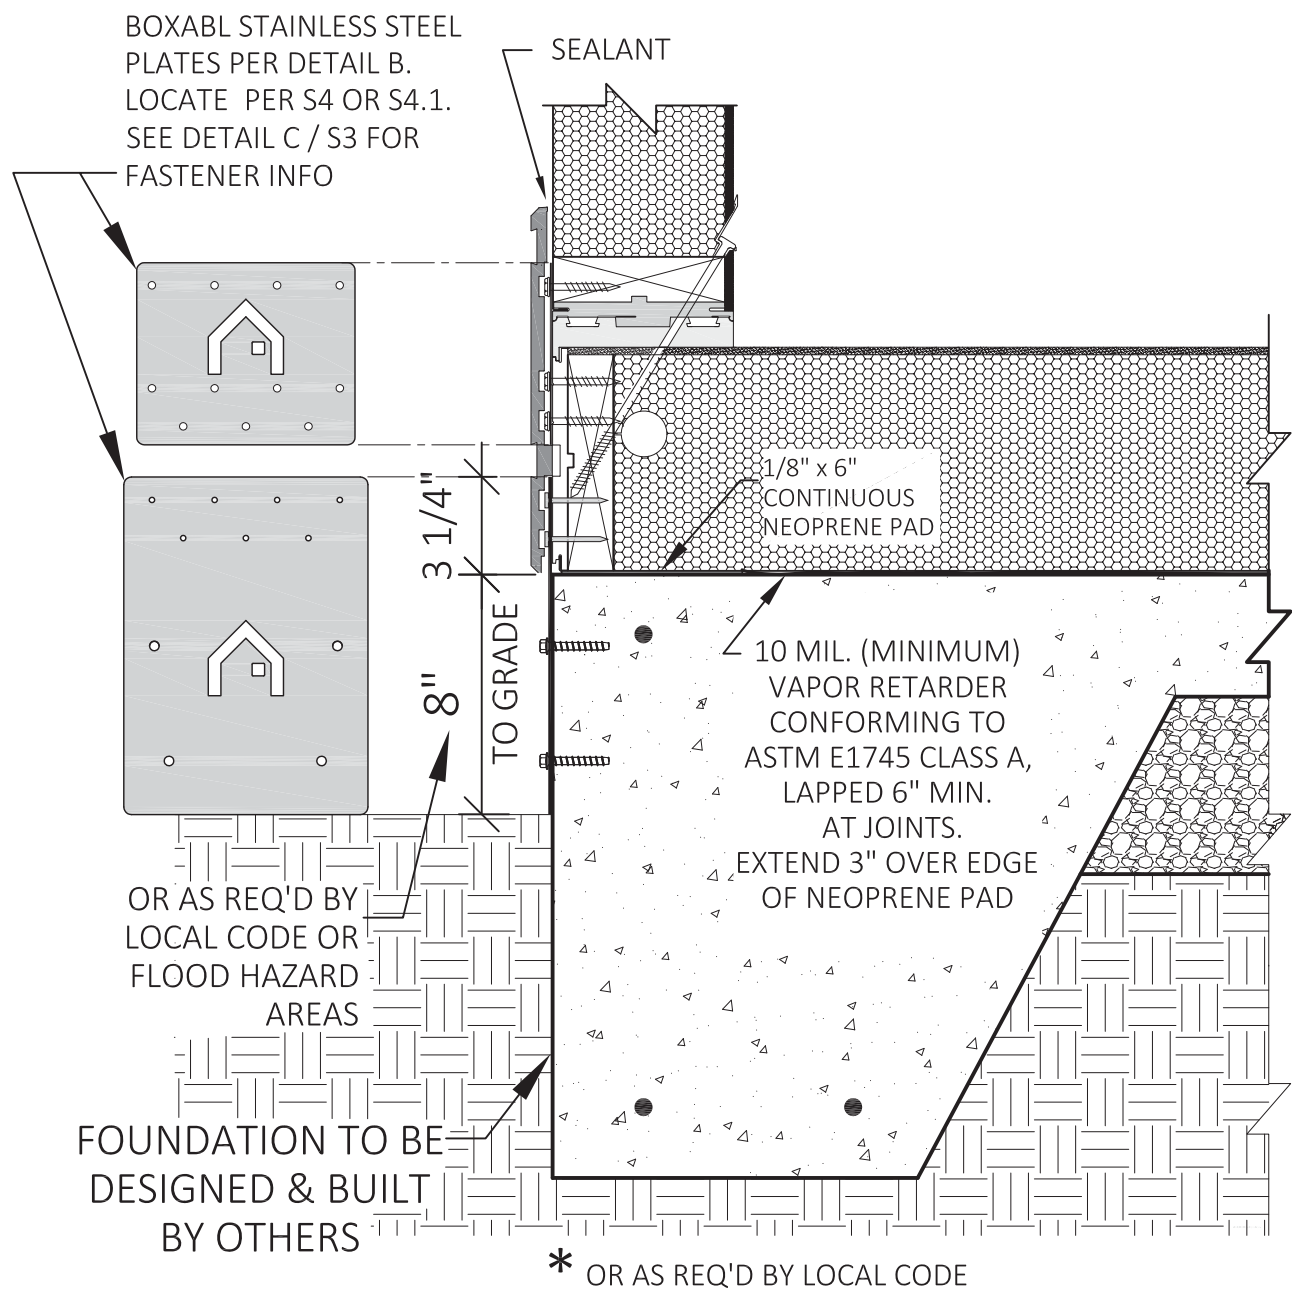 BOXABL STAINLESS STEEL
PLATES PER DETAIL B.
LOCATE PER S4 OR S4.1.
SEE DETAIL C / S3 FOR
FASTENER INFO
SEALANT
1/8" x 6"
CONTINUOUS
NEOPRENE PAD
3 1/4"
8"
TO GRADE
10 MIL. (MINIMUM)
VAPOR RETARDER
CONFORMING TO
ASTM E1745 CLASS A,
LAPPED 6" MIN.
AT JOINTS.
EXTEND 3" OVER EDGE
OF NEOPRENE PAD
OR AS REQ'D BY
LOCAL CODE OR
FLOOD HAZARD
AREAS
FOUNDATION TO BE
DESIGNED & BUILT
BY OTHERS
* OR AS REQ'D BY LOCAL CODE